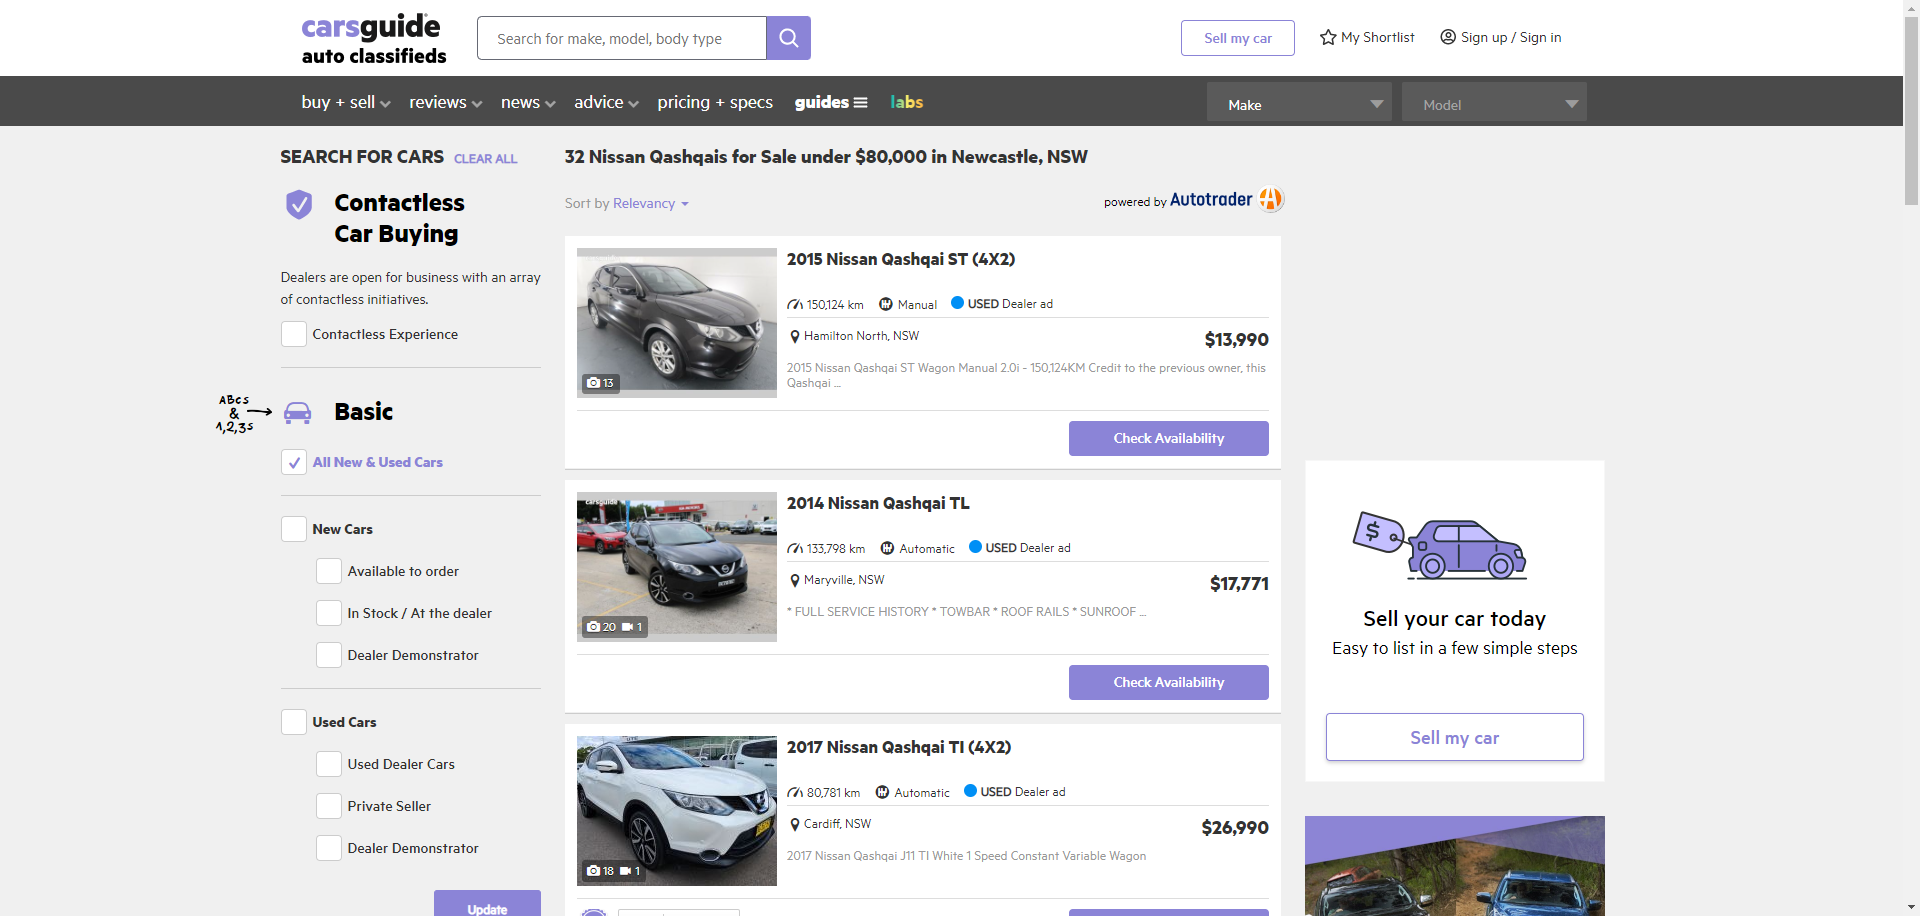 carsguide
auto classifieds
Search for make, model, body type
Sell my car
My Shortlist
Sign up / Sign in
buy + sell
reviews
news
advice
pricing + specs
guides
labs
Make
Model
SEARCH FOR CARS CLEAR ALL
Contactless
Car Buying
Dealers are open for business with an array
of contactless initiatives.
Contactless Experience
ABCs
&
1,2,3s
Basic
All New & Used Cars
New Cars
Available to order
In Stock / At the dealer
Dealer Demonstrator
Used Cars
Used Dealer Cars
Private Seller
Dealer Demonstrator
Update
32 Nissan Qashqais for Sale under $80,000 in Newcastle, NSW
Sort by Relevancy
powered by Autotrader
2015 Nissan Qashqai ST (4X2)
150,124 km Manual USED Dealer ad
Hamilton North, NSW
$13,990
2015 Nissan Qashqai ST Wagon Manual 2.0i - 150,124KM Credit to the previous owner, this
Qashqai ...
13
Check Availability
2014 Nissan Qashqai TL
133,798 km Automatic USED Dealer ad
Maryville, NSW
$17,771
* FULL SERVICE HISTORY * TOWBAR * ROOF RAILS * SUNROOF ...
carsguide
20 1
Check Availability
2017 Nissan Qashqai TI (4X2)
80,781 km Automatic USED Dealer ad
Cardiff, NSW
$26,990
2017 Nissan Qashqai J11 TI White 1 Speed Constant Variable Wagon
18 1
Sell your car today
Easy to list in a few simple steps
Sell my car